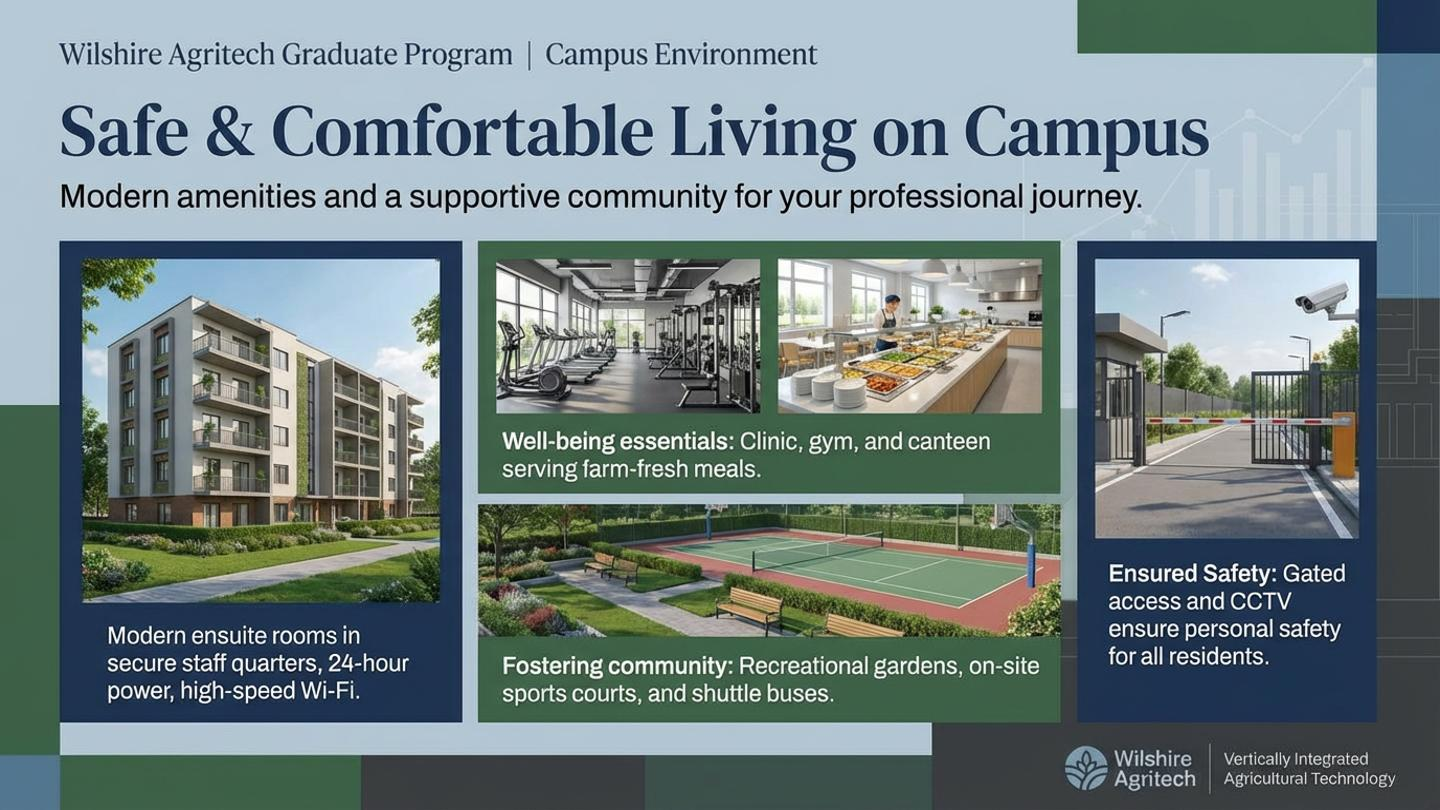 Wilshire Agritech Graduate Program | Campus Environment
Safe & Comfortable Living on Campus
Modern amenities and a supportive community for your professional journey.
Modern ensuite rooms in
secure staff quarters, 24-hour
power, high-speed Wi-Fi.
Well-being essentials: Clinic, gym, and canteen
serving farm-fresh meals.
Fostering community: Recreational gardens, on-site
sports courts, and shuttle buses.
Ensured Safety: Gated
access and CCTV
ensure personal safety
for all residents.
Wilshire
Agritech
Vertically Integrated
Agricultural Technology